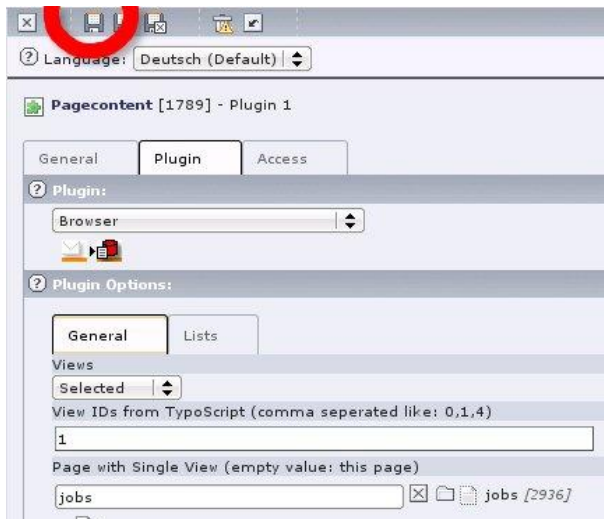 Language: Deutsch (Default)
Pagecontent [1789] - Plugin 1
General Plugin Access
Plugin:
Browser
Plugin Options:
General Lists
Views
Selected
View IDs from TypoScript (comma seperated like: 0,1,4)
1
Page with Single View (empty value: this page)
jobs jobs [2936]